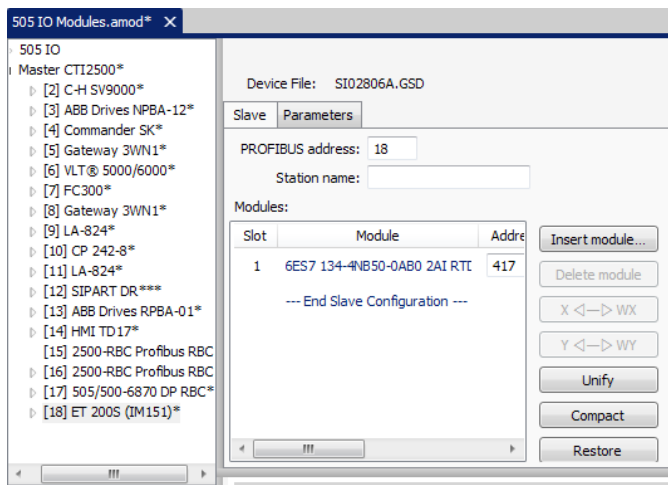 505 IO Modules.amod* X
505 IO
Master CTI2500*
[2] C-H SV9000*
[3] ABB Drives NPBA-12*
[4] Commander SK*
[5] Gateway 3WN1*
[6] VLT® 5000/6000*
[7] FC300*
[8] Gateway 3WN1*
[9] LA-824*
[10] CP 242-8*
[11] LA-824*
[12] SIPART DR***
[13] ABB Drives RPBA-01*
[14] HMI TD17*
[15] 2500-RBC Profibus RBC
[16] 2500-RBC Profibus RBC
[17] 505/500-6870 DP RBC*
[18] ET 200S (IM151)*
Device File: SI02806A.GSD
Slave Parameters
PROFIBUS address: 18
Station name:
Modules:
Slot Module Addre
1 6ES7 134-4NB50-0AB0 2AI RTD 417
--- End Slave Configuration ---
Insert module...
Delete module
X <—> WX
Y <—> WY
Unify
Compact
Restore